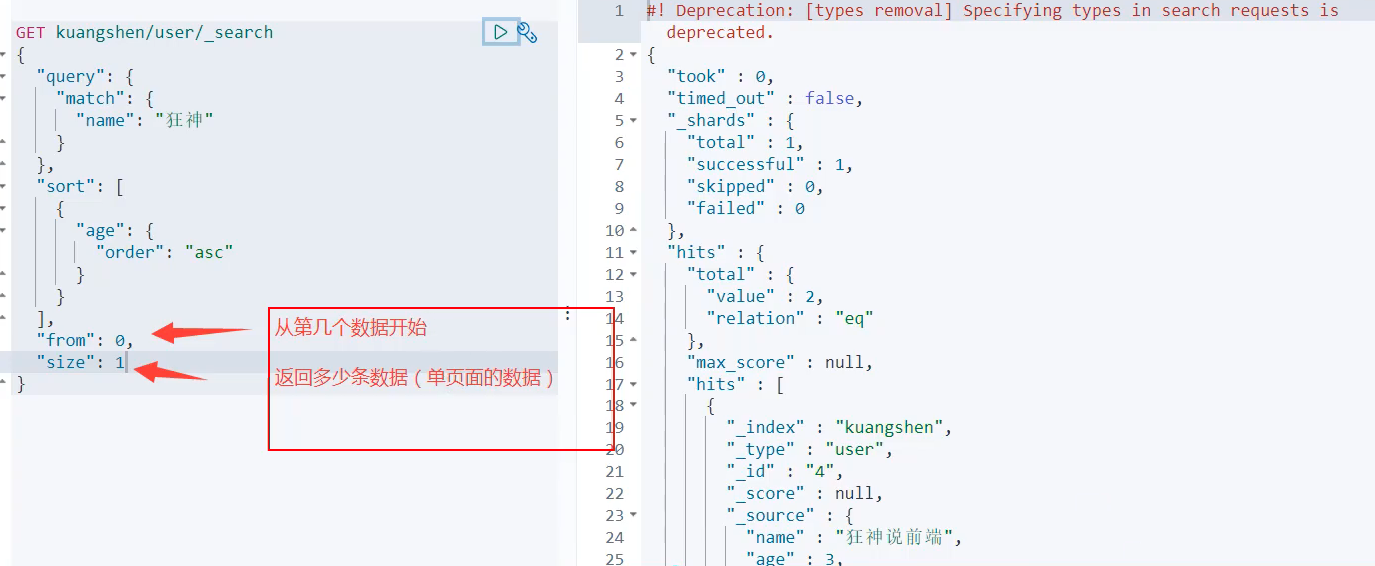 GET kuangshen/user/_search
{
  "query": {
    "match": {
      "name": "狂神"
    }
  },
  "sort": [
    {
      "age": {
        "order": "asc"
      }
    }
  ],
  "from": 0,
  "size": 1
}
从第几个数据开始
返回多少条数据（单页面的数据）
1 #! Deprecation: [types removal] Specifying types in search requests is
deprecated.
2 {
3   "took" : 0,
4   "timed_out" : false,
5   "_shards" : {
6     "total" : 1,
7     "successful" : 1,
8     "skipped" : 0,
9     "failed" : 0
10   },
11   "hits" : {
12     "total" : {
13       "value" : 2,
14       "relation" : "eq"
15     },
16     "max_score" : null,
17     "hits" : [
18       {
19         "_index" : "kuangshen",
20         "_type" : "user",
21         "_id" : "4",
22         "_score" : null,
23         "_source" : {
24           "name" : "狂神说前端",
25           "age" : 3,